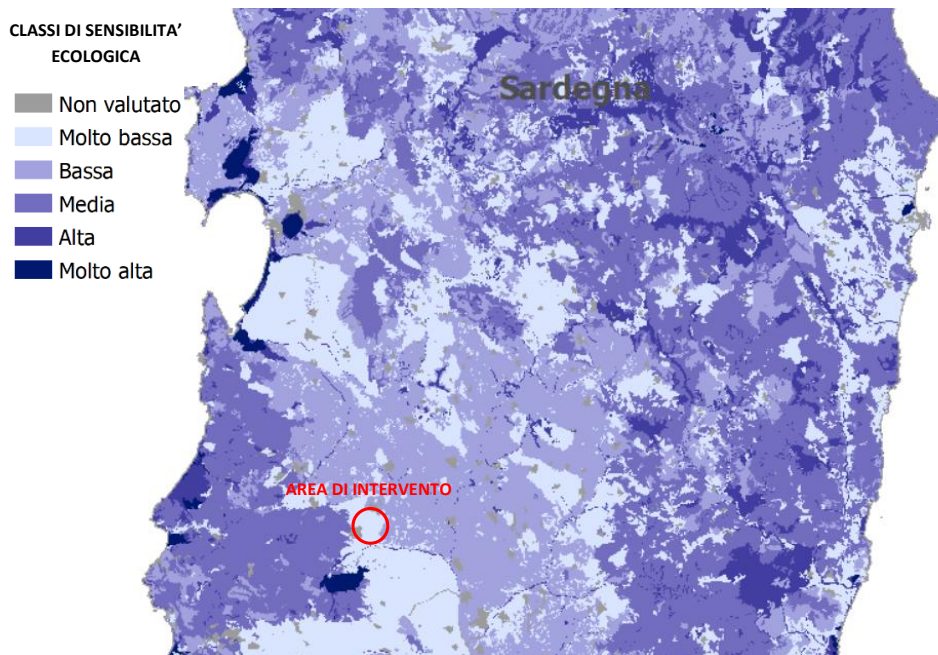 CLASSI DI SENSIBILITA’
ECOLOGICA
Non valutato
Molto bassa
Bassa
Media
Alta
Molto alta
Sardegna
AREA DI INTERVENTO